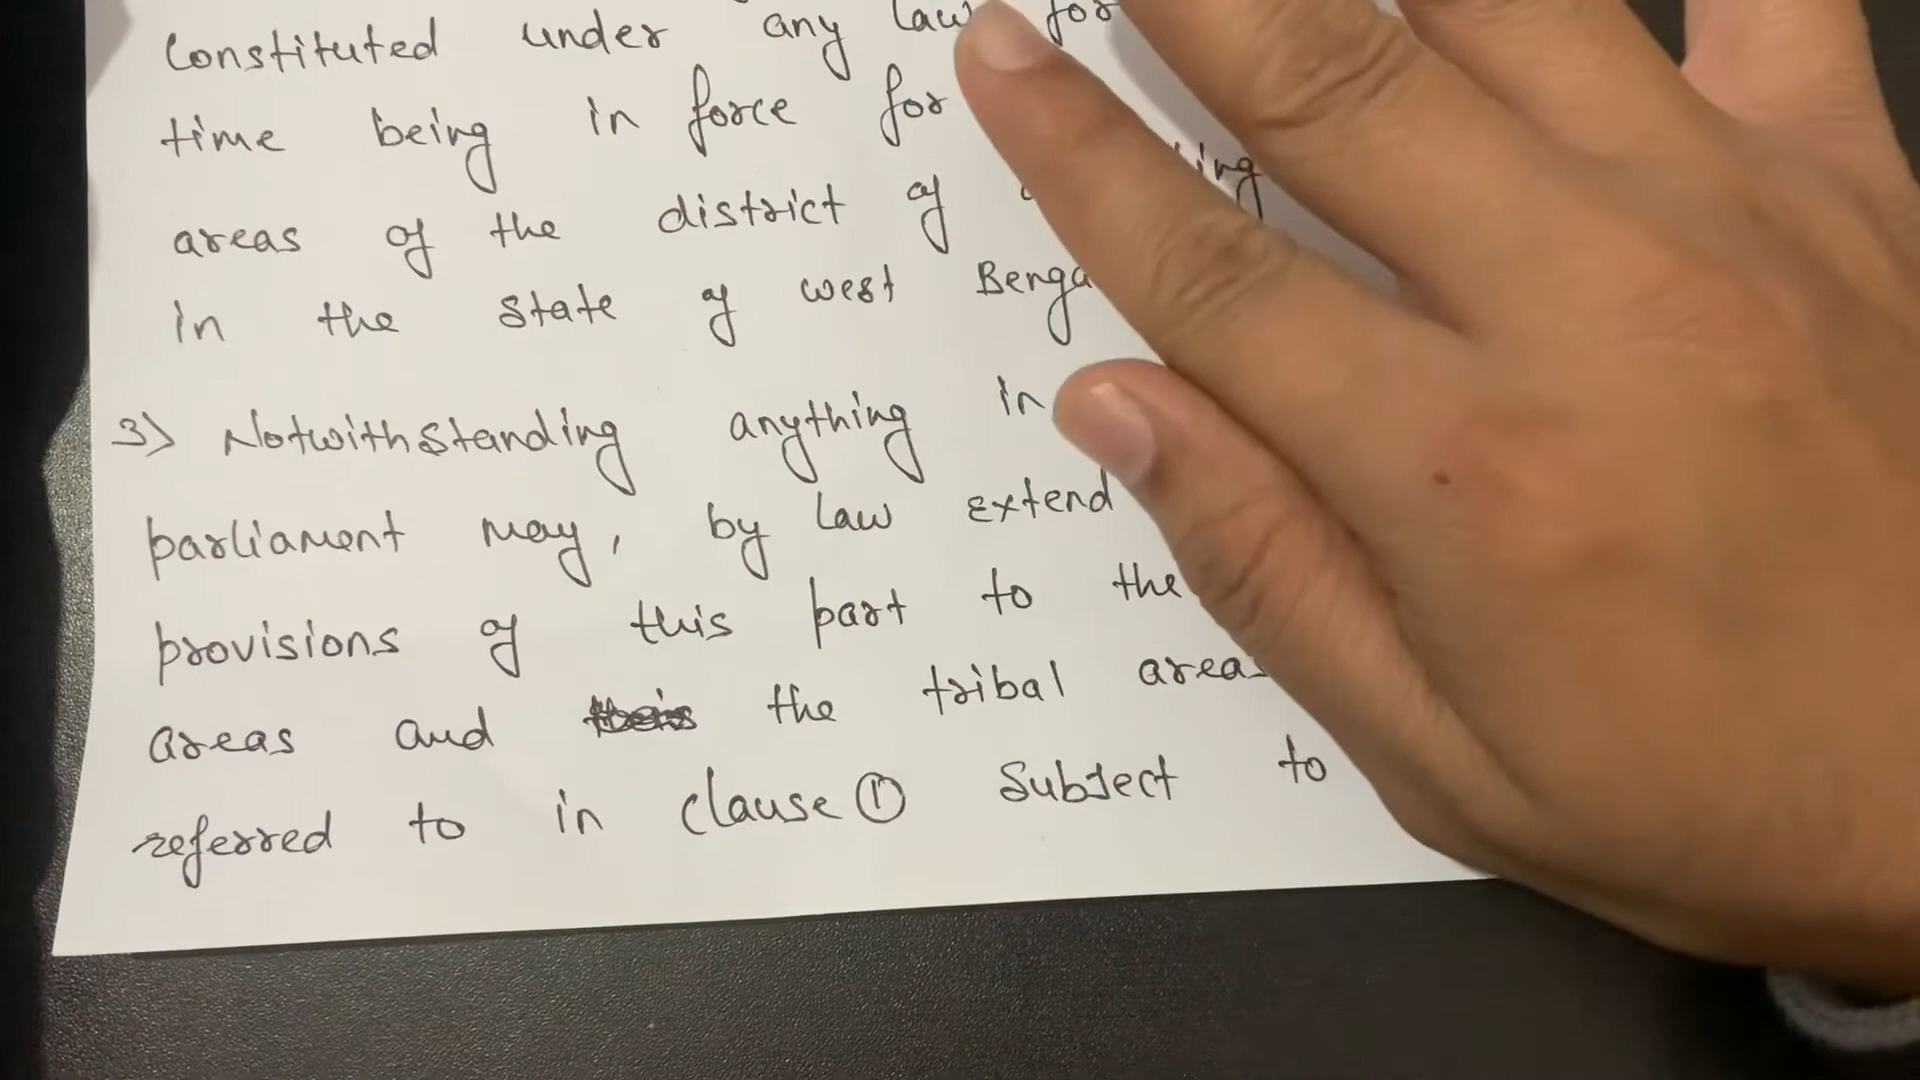 Constituted under any law for
time being in force for
areas of the district of
in the state of west
3) Notwithstanding anything in
parliament may, by law extend
provisions of this part to the
areas and the tribal areas
referred to in clause ① Subject to